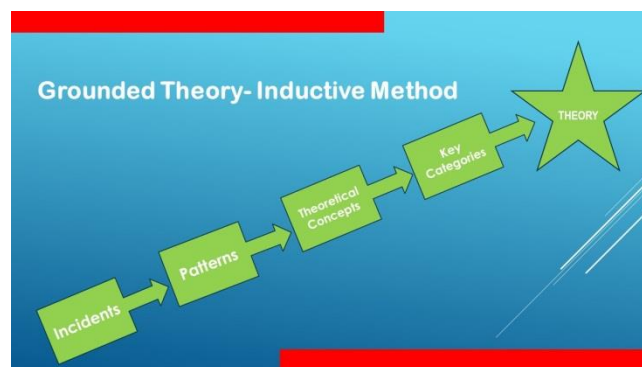 Grounded Theory- Inductive Method
THEORY
Key
Categories
Theoretical
Concepts
Patterns
Incidents